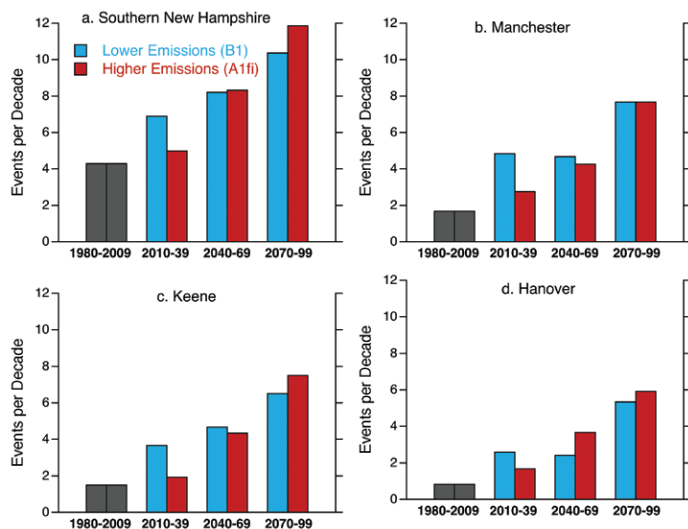 a. Southern New Hampshire
Lower Emissions (B1)
Higher Emissions (A1fi)
Events per Decade
12
10
8
6
4
2
0
1980-2009 2010-39 2040-69 2070-99
b. Manchester
Events per Decade
12
10
8
6
4
2
0
1980-2009 2010-39 2040-69 2070-99
c. Keene
Events per Decade
12
10
8
6
4
2
0
1980-2009 2010-39 2040-69 2070-99
d. Hanover
Events per Decade
12
10
8
6
4
2
0
1980-2009 2010-39 2040-69 2070-99